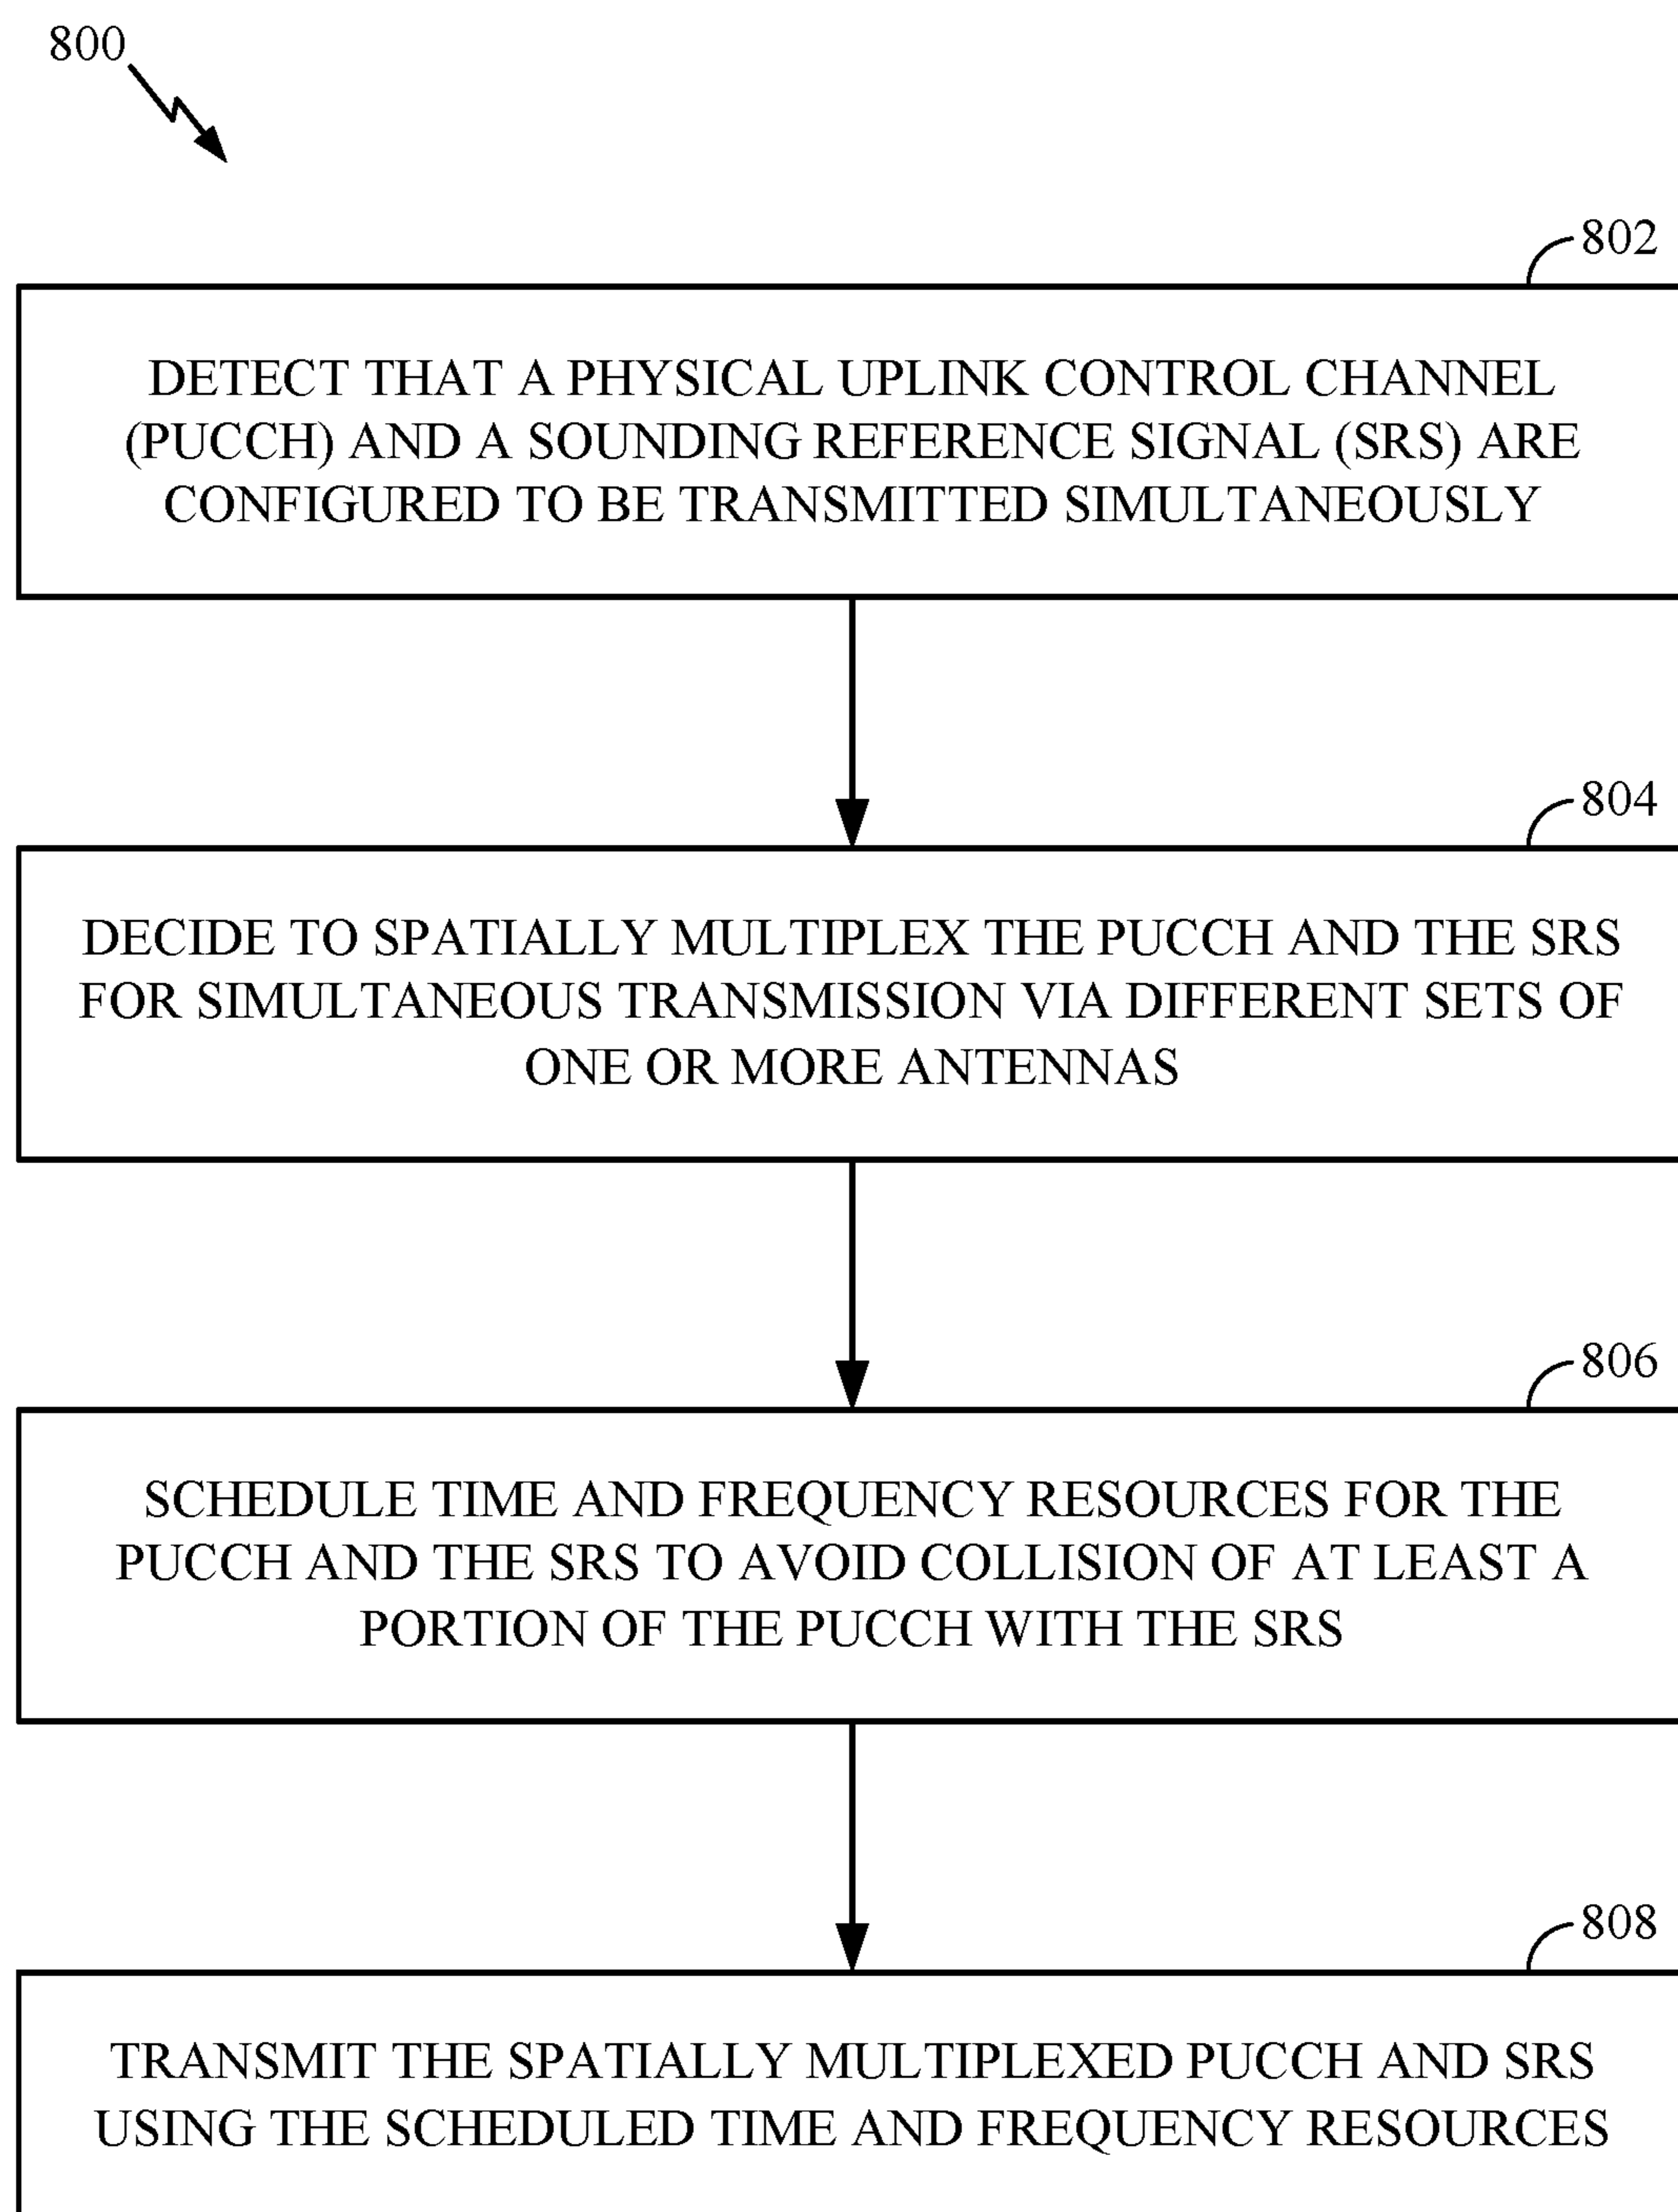 800
802
DETECT THAT A PHYSICAL UPLINK CONTROL CHANNEL
(PUCCH) AND A SOUNDING REFERENCE SIGNAL (SRS) ARE
CONFIGURED TO BE TRANSMITTED SIMULTANEOUSLY
804
DECIDE TO SPATIALLY MULTIPLEX THE PUCCH AND THE SRS
FOR SIMULTANEOUS TRANSMISSION VIA DIFFERENT SETS OF
ONE OR MORE ANTENNAS
806
SCHEDULE TIME AND FREQUENCY RESOURCES FOR THE
PUCCH AND THE SRS TO AVOID COLLISION OF AT LEAST A
PORTION OF THE PUCCH WITH THE SRS
808
TRANSMIT THE SPATIALLY MULTIPLEXED PUCCH AND SRS
USING THE SCHEDULED TIME AND FREQUENCY RESOURCES